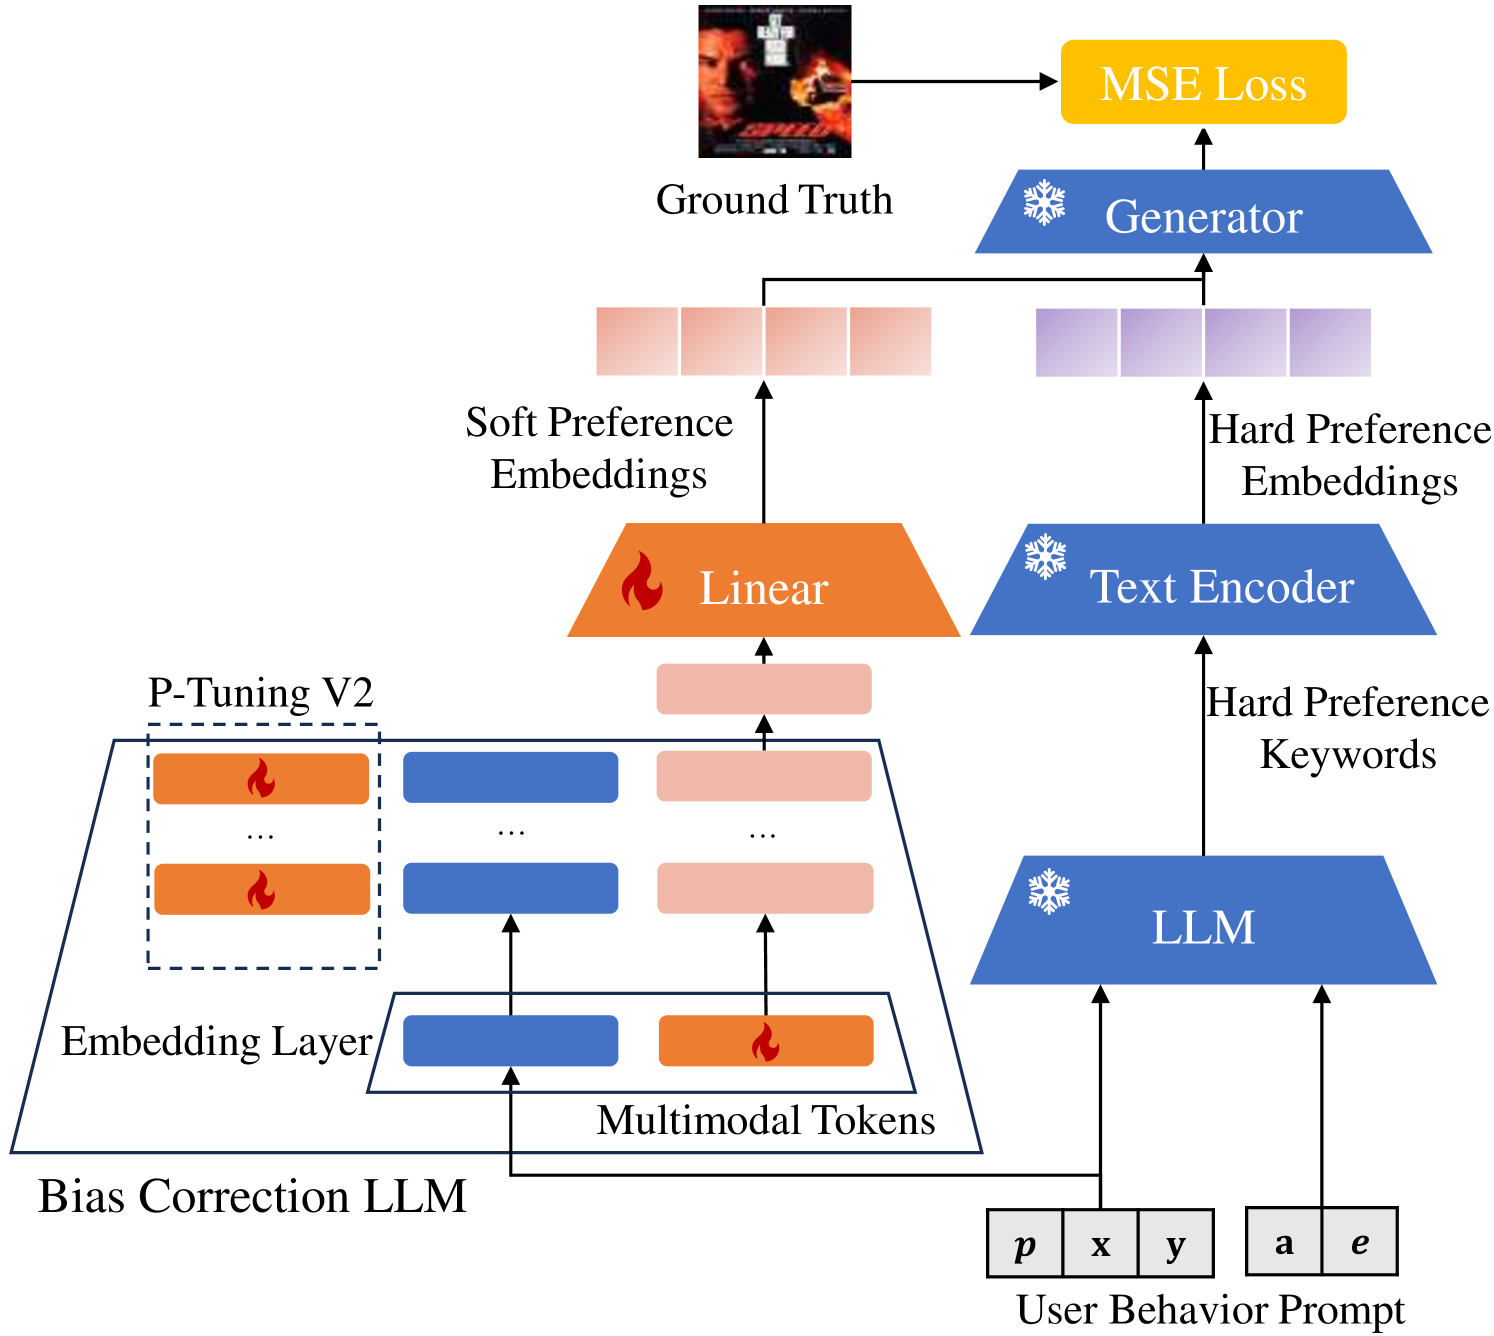 MSE Loss
Ground Truth
Generator
Soft Preference
Embeddings
Hard Preference
Embeddings
Linear
Text Encoder
P-Tuning V2
Hard Preference
Keywords
...
...
...
LLM
Embedding Layer
Multimodal Tokens
Bias Correction LLM
p x y a e
User Behavior Prompt